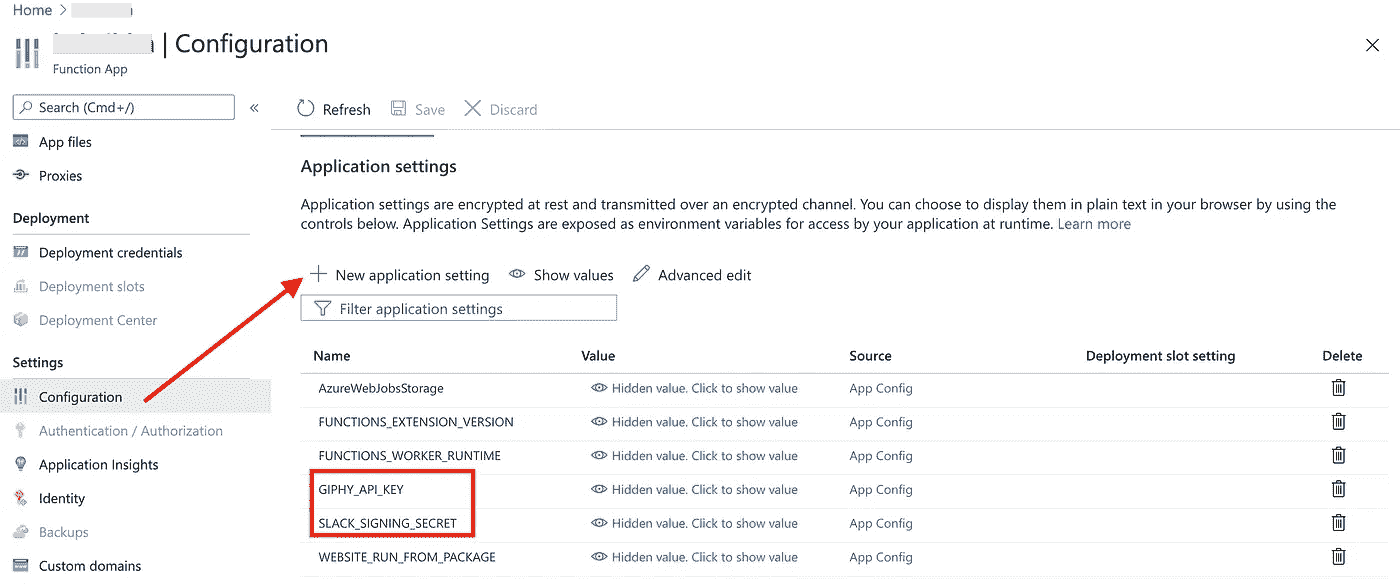 Home >
| Configuration
Function App
Search (Cmd+/)
«
App files
Proxies
Deployment
Deployment credentials
Deployment slots
Deployment Center
Settings
Configuration
Authentication / Authorization
Application Insights
Identity
Backups
Custom domains
Refresh Save Discard
Application settings
Application settings are encrypted at rest and transmitted over an encrypted channel. You can choose to display them in plain text in your browser by using the
controls below. Application Settings are exposed as environment variables for access by your application at runtime. Learn more
New application setting Show values Advanced edit
Filter application settings
Name Value Source Deployment slot setting Delete
AzureWebJobsStorage Hidden value. Click to show value App Config
FUNCTIONS_EXTENSION_VERSION Hidden value. Click to show value App Config
FUNCTIONS_WORKER_RUNTIME Hidden value. Click to show value App Config
GIPHY_API_KEY Hidden value. Click to show value App Config
SLACK_SIGNING_SECRET Hidden value. Click to show value App Config
WEBSITE_RUN_FROM_PACKAGE Hidden value. Click to show value App Config